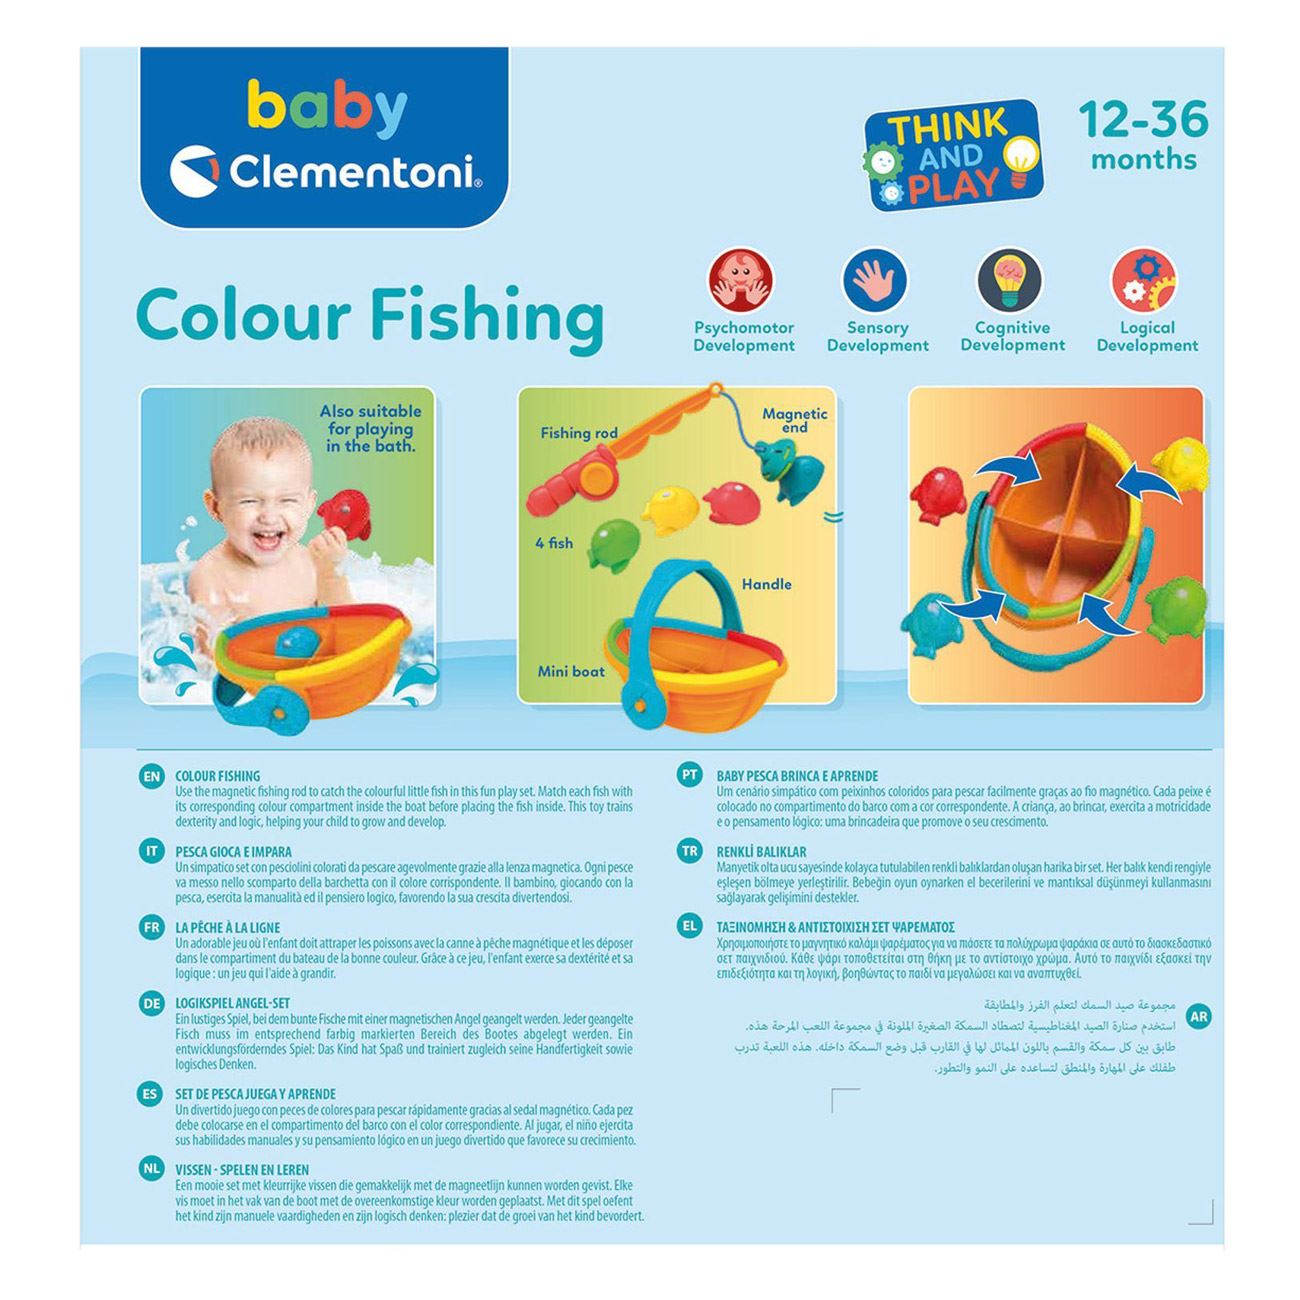 baby
Clementoni®
THINK
AND
PLAY
12-36
months
Colour Fishing
Psychomotor
Development
Sensory
Development
Cognitive
Development
Logical
Development
Also suitable
for playing
in the bath.
Fishing rod
Magnetic
end
4 fish
Handle
Mini boat
EN COLOUR FISHING
Use the magnetic fishing rod to catch the colourful little fish in this fun play set. Match each fish with
its corresponding colour compartment inside the boat before placing the fish inside. This toy trains
dexterity and logic, helping your child to grow and develop.
IT PESCA GIOCA E IMPARA
Un simpatico set con pesciolini colorati da pescare agevolmente grazie alla lenza magnetica. Ogni pesce
va messo nello scomparto della barchetta con il colore corrispondente. Il bambino, giocando con la
pesca, esercita la manualità ed il pensiero logico, favorendo la sua crescita divertendosi.
FR LA PÊCHE À LA LIGNE
Un adorable jeu où l'enfant doit attraper les poissons avec la canne à pêche magnétique et les déposer
dans le compartiment du bateau de la bonne couleur. Grâce à ce jeu, l'enfant exerce sa dextérité et sa
logique : un jeu qui l'aide à grandir.
DE LOGIKSPIEL ANGEL-SET
Ein lustiges Spiel, bei dem bunte Fische mit einer magnetischen Angel geangelt werden. Jeder geangelte
Fisch muss im entsprechend farbig markierten Bereich des Bootes abgelegt werden. Ein
entwicklungsförderndes Spiel: Das Kind hat Spaß und trainiert zugleich seine Handfertigkeit sowie
logisches Denken.
ES SET DE PESCA JUEGA Y APRENDE
Un divertido juego con peces de colores para pescar rápidamente gracias al sedal magnético. Cada pez
debe colocarse en el compartimento del barco con el color correspondiente. Al jugar, el niño ejercita
sus habilidades manuales y su pensamiento lógico en un juego divertido que favorece su crecimiento.
NL VISSEN - SPELEN EN LEREN
Een mooie set met kleurrijke vissen die gemakkelijk met de magneetlijn kunnen worden gevist. Elke
vis moet in het vak van de boot met de overeenkomstige kleur worden geplaatst. Met dit spel oefent
het kind zijn manuele vaardigheden en zijn logisch denken: plezier dat de groei van het kind bevordert.
PT BABY PESCA BRINCA E APRENDE
Um cenário simpático com peixinhos coloridos para pescar facilmente graças ao fio magnético. Cada peixe é
colocado no compartimento do barco com a cor correspondente. A criança, ao brincar, exercita a motricidade
e o pensamento lógico: uma brincadeira que promove o seu crescimento.
TR RENKLİ BALIKLAR
Manyetik olta ucu sayesinde kolayca tutulabilen renkli balıklardan oluşan harika bir set. Her balık kendi rengiyle
eşleşen bölmeye yerleştirilir. Bebeğin oyun oynarken el becerilerini ve mantıksal düşünmeyi kullanmasını
sağlayarak gelişimini destekler.
EL ΤΑΞΙΝΟΜΗΣΗ & ΑΝΤΙΣΤΟΙΧΙΣΗ ΣΕΤ ΨΑΡΕΜΑΤΟΣ
Χρησιμοποιήστε το μαγνητικό καλάμι ψαρέματος για να πιάσετε τα πολύχρωμα ψαράκια σε αυτό το διασκεδαστικό
σετ παιχνιδιού. Κάθε ψάρι τοποθετείται στη θήκη με το αντίστοιχο χρώμα. Αυτό το παιχνίδι εξασκεί την
επιδεξιότητα και τη λογική, βοηθώντας το παιδί να μεγαλώσει και να αναπτυχθεί.
AR مجموعة صيد السمك لتعلم الفرز والمطابقة
استخدم صنارة الصيد المغناطيسية لتصطاد السمكة الصغيرة الملونة في مجموعة اللعب المرحة هذه.
طابق بين كل سمكة والقسم باللون المماثل لها في القارب قبل وضع السمكة داخله. هذه اللعبة تدرب
طفلك على المهارة والمنطق لتساعده على النمو والتطور.